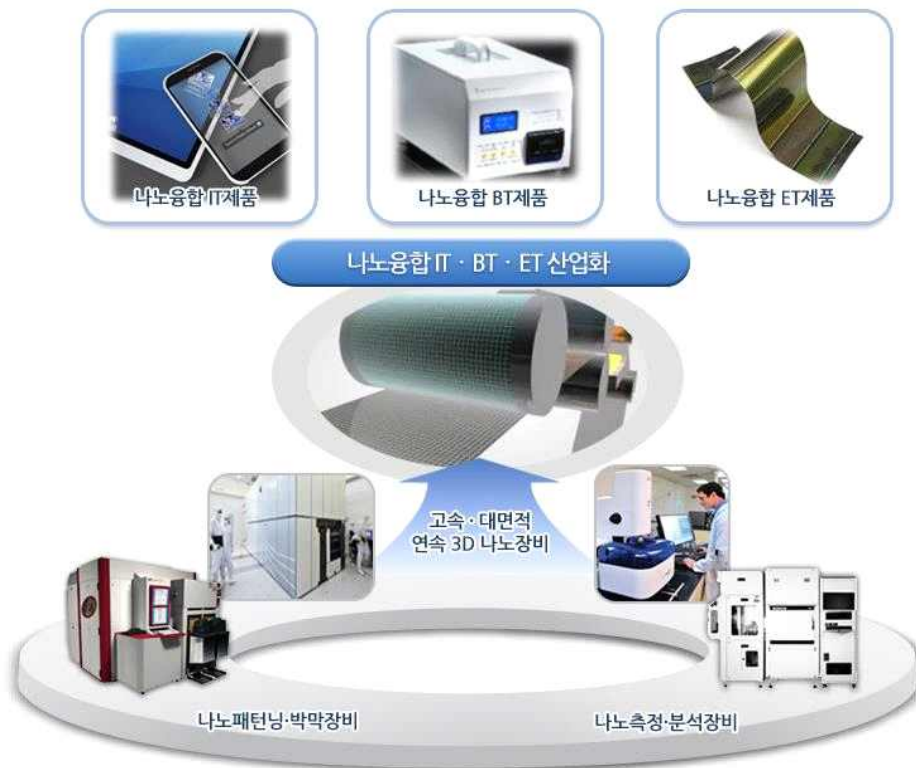 나노융합 IT제품
나노융합 BT제품
나노융합 ET제품
나노융합 IT · BT · ET 산업화
고속·대면적
연속 3D 나노장비
나노패터닝·박막장비
나노측정·분석장비